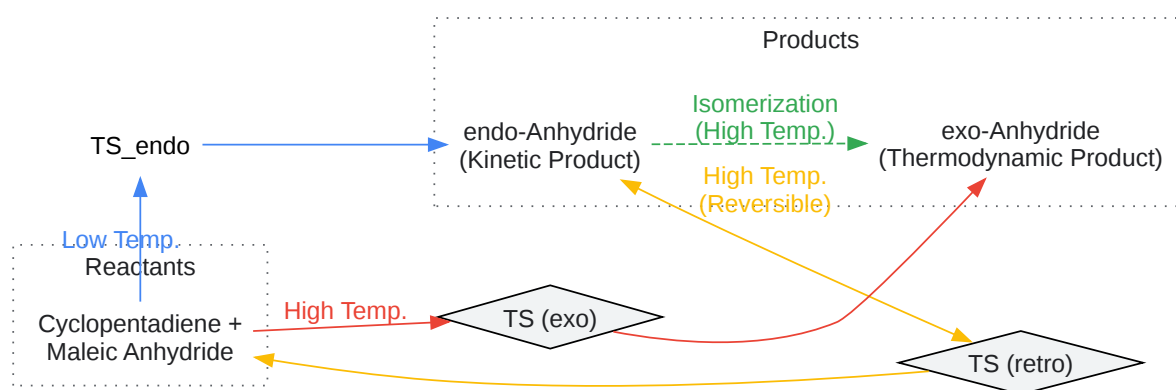 Products
Isomerization
(High Temp.)
endo-Anhydride
(Kinetic Product)
exo-Anhydride
(Thermodynamic Product)
TS_endo
High Temp.
(Reversible)
Low Temp.
Reactants
Cyclopentadiene +
Maleic Anhydride
High Temp.
TS (exo)
TS (retro)